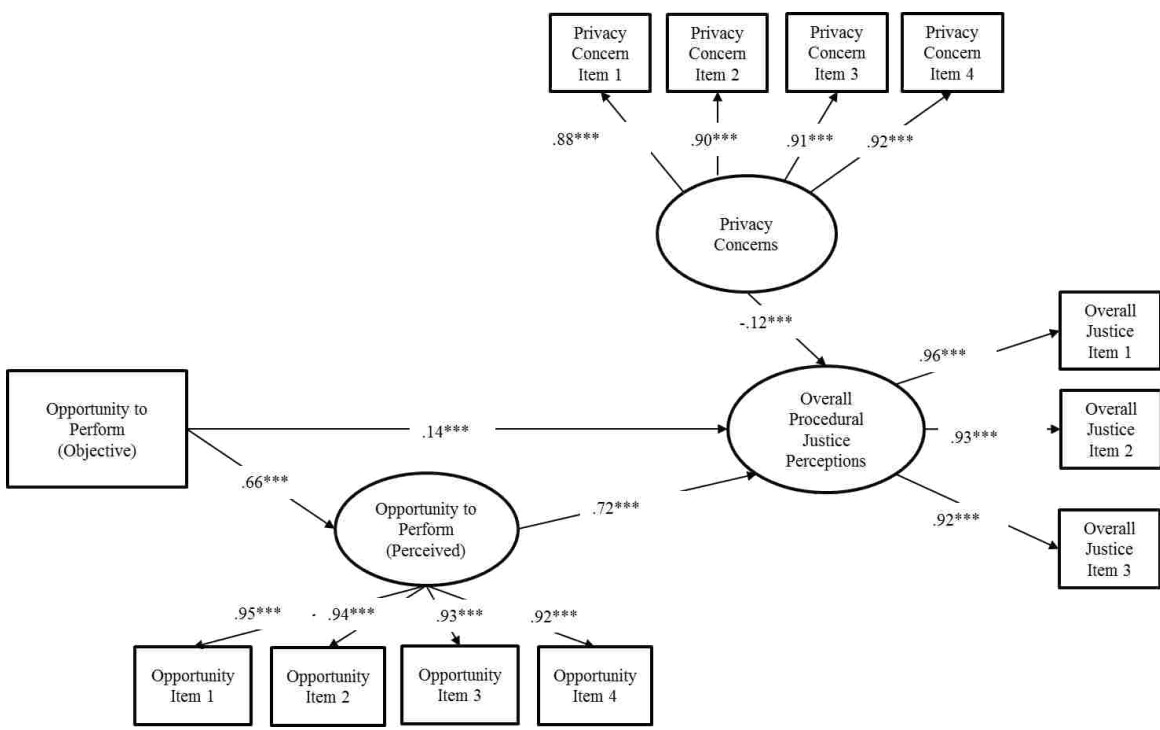 Privacy
Concern
Item 1
Privacy
Concern
Item 2
Privacy
Concern
Item 3
Privacy
Concern
Item 4
.88***
.90***
.91***
.92***
Privacy
Concerns
-.12***
Overall
Justice
Item 1
.96***
Opportunity to
Perform
(Objective)
.14***
Overall
Procedural
Justice
Perceptions
.93***
Overall
Justice
Item 2
.66***
Opportunity to
Perform
(Perceived)
.72***
.92***
Overall
Justice
Item 3
.95***
.94***
.93***
.92***
Opportunity
Item 1
Opportunity
Item 2
Opportunity
Item 3
Opportunity
Item 4